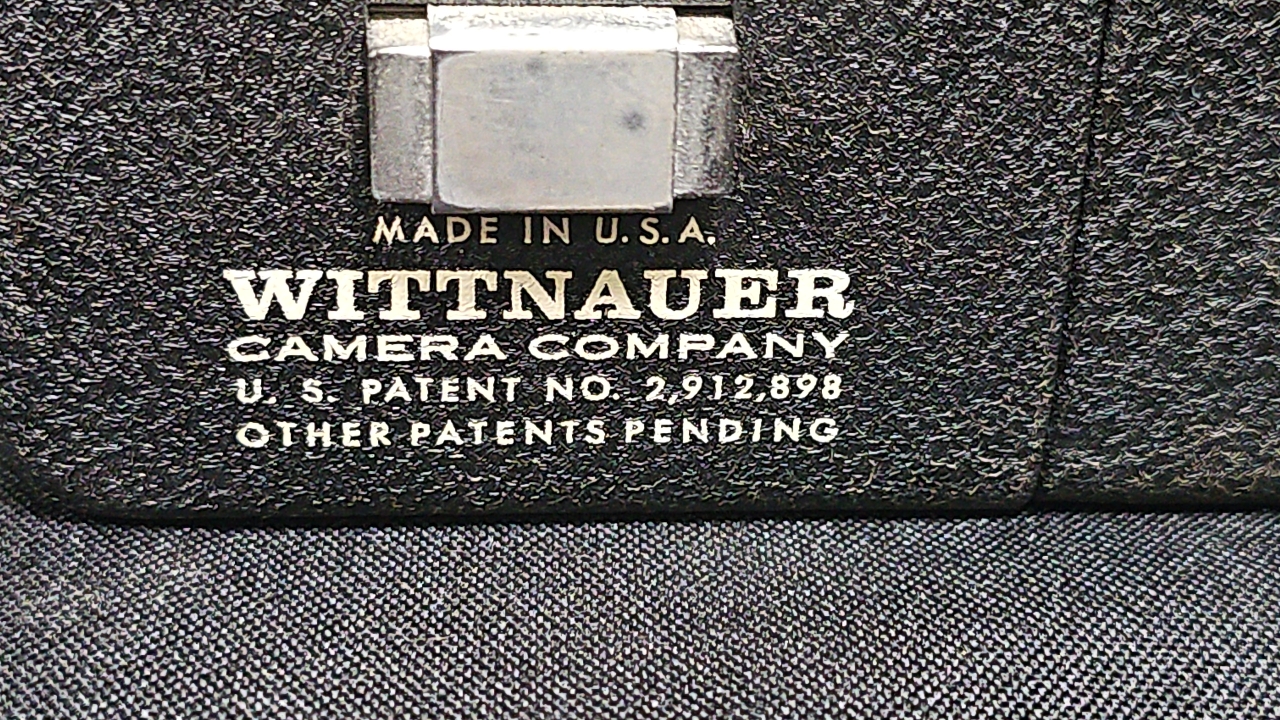 MADE IN U.S.A.
WITTNAUER
CAMERA COMPANY
U. S. PATENT NO. 2,912,898
OTHER PATENTS PENDING